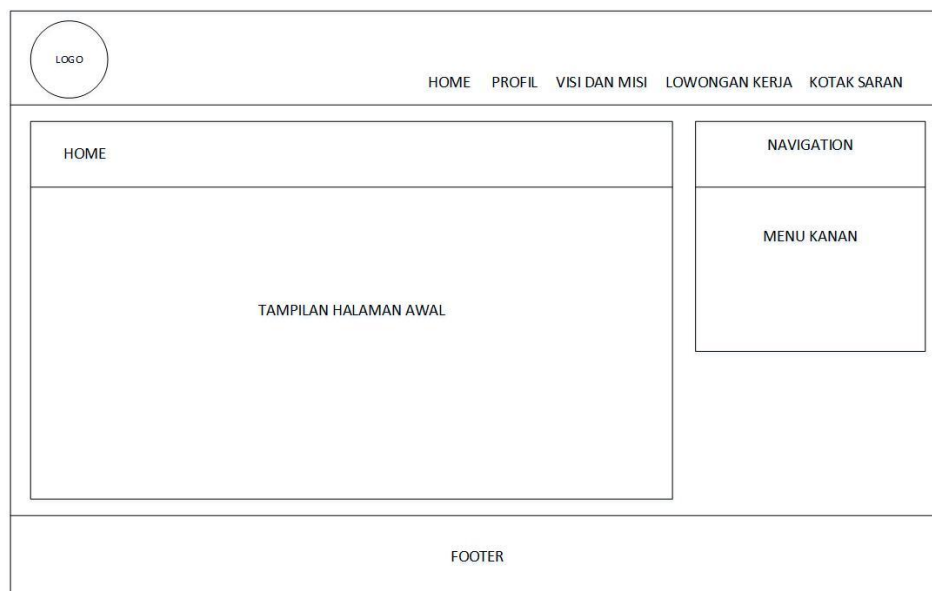 LOGO
HOME PROFIL VISI DAN MISI LOWONGAN KERJA KOTAK SARAN
HOME
TAMPILAN HALAMAN AWAL
NAVIGATION
MENU KANAN
FOOTER